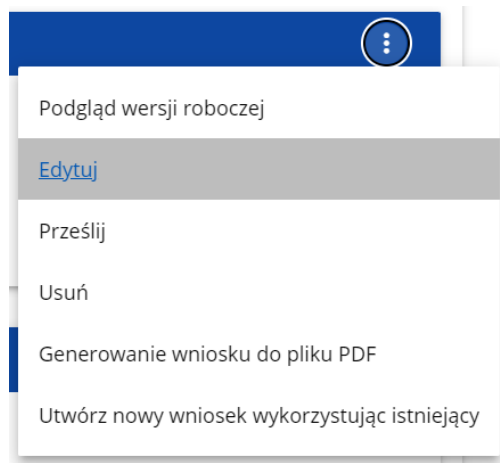 Podgląd wersji roboczej
Edytuj
Prześlij
Usuń
Generowanie wniosku do pliku PDF
Utwórz nowy wniosek wykorzystując istniejący